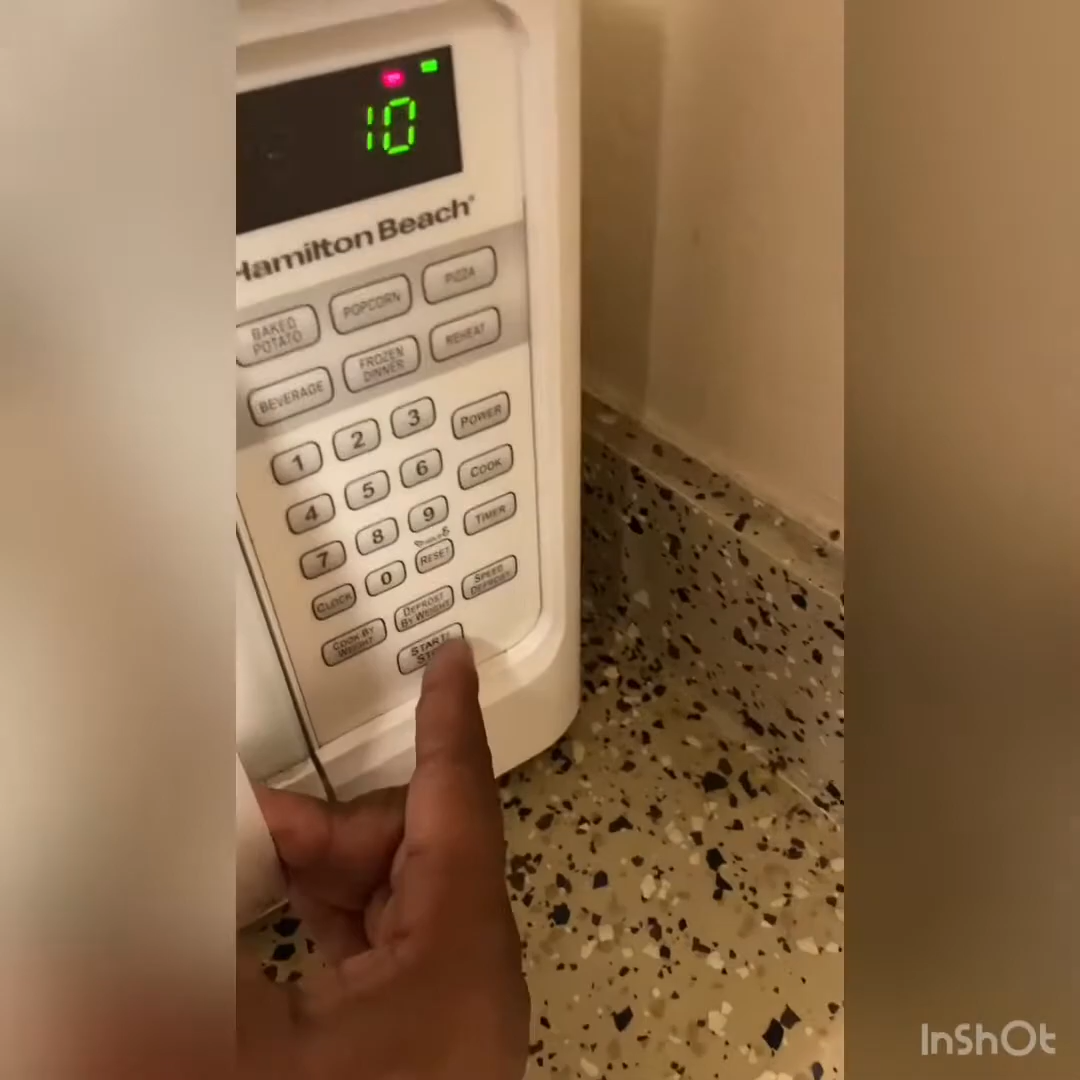 10
Hamilton Beach®
BAKED
POTATO
POPCORN
PIZZA
BEVERAGE
FROZEN
DINNER
REHEAT
1 2 3 POWER
4 5 6 COOK
7 8 9 TIMER
CLOCK 0 RESET
COOK BY
WEIGHT
DEFROST
BY WEIGHT
SPEED
DEFROST
START/
InShOt